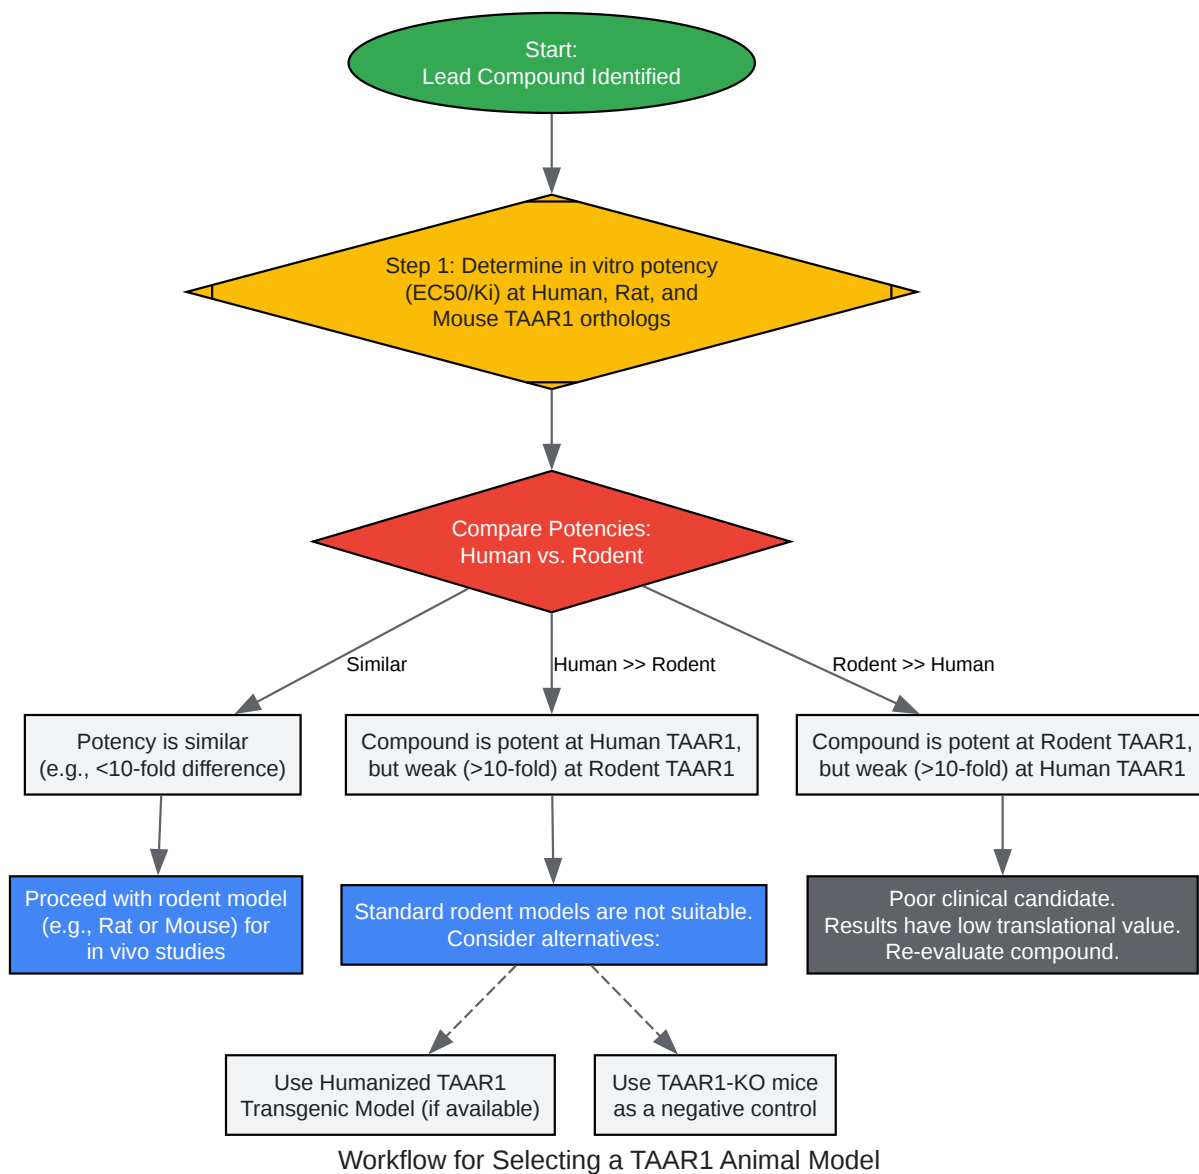 Start:
Lead Compound Identified
Step 1: Determine in vitro potency
(EC50/Ki) at Human, Rat, and
Mouse TAAR1 orthologs
Compare Potencies:
Human vs. Rodent
Similar
Human >> Rodent
Rodent >> Human
Potency is similar
(e.g., <10-fold difference)
Compound is potent at Human TAAR1,
but weak (>10-fold) at Rodent TAAR1
Compound is potent at Rodent TAAR1,
but weak (>10-fold) at Human TAAR1
Proceed with rodent model
(e.g., Rat or Mouse) for
in vivo studies
Standard rodent models are not suitable.
Consider alternatives:
Poor clinical candidate.
Results have low translational value.
Re-evaluate compound.
Use Humanized TAAR1
Transgenic Model (if available)
Use TAAR1-KO mice
as a negative control
Workflow for Selecting a TAAR1 Animal Model